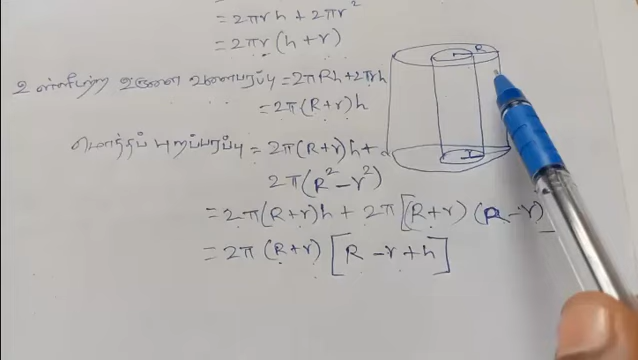 = 2πrh + 2πr²
= 2πr (h + r)
உள்ளீடற்ற உருளை வளைபரப்பு = 2πRh + 2πrh
= 2π(R+r)h
மொத்தப் புறப்பரப்பு = 2π(R+r)h +
2π(R² - r²)
= 2π(R+r)h + 2π[(R+r) (R-r)
= 2π (R+r) [R - r + h]
R
r